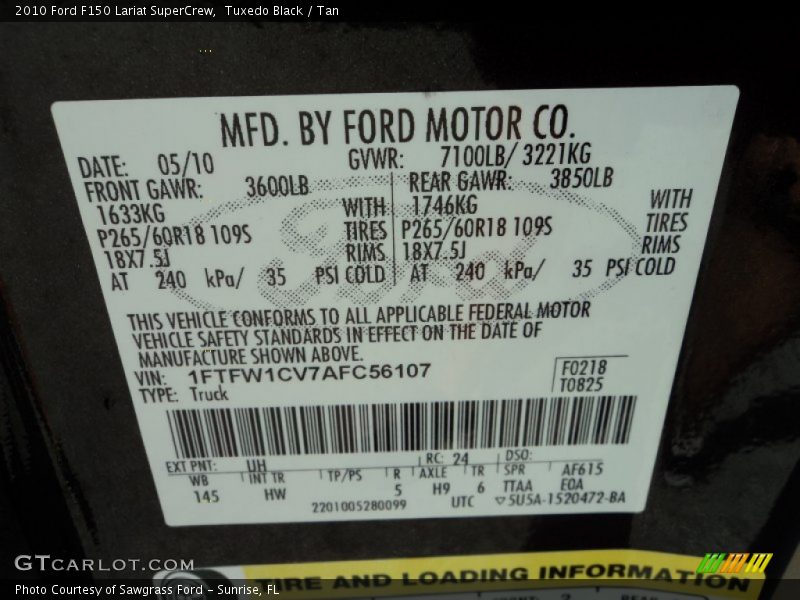 2010 Ford F150 Lariat SuperCrew,  Tuxedo Black / Tan
MFD. BY FORD MOTOR CO.
DATE: 05/10 GVWR: 7100LB/ 3221KG
FRONT GAWR: 3600LB REAR GAWR: 3850LB
1633KG WITH 1746KG WITH
P265/60R18 109S TIRES P265/60R18 109S TIRES
18X7.5J RIMS 18X7.5J RIMS
AT 240 kPa/ 35 PSI COLD AT 240 kPa/ 35 PSI COLD
THIS VEHICLE CONFORMS TO ALL APPLICABLE FEDERAL MOTOR
VEHICLE SAFETY STANDARDS IN EFFECT ON THE DATE OF
MANUFACTURE SHOWN ABOVE.
VIN: 1FTFW1CV7AFC56107 F0218
TYPE: Truck T0825
EXT PNT: UH RC: 24 DSO:
WB INT TR TP/PS R AXLE TR SPR AF615
145 HW 5 H9 6 TTAA E0A
2201005280099 UTC ▽5U5A-1520472-BA
GTCARLOT.COM
TIRE AND LOADING INFORMATION
Photo Courtesy of Sawgrass Ford – Sunrise, FL